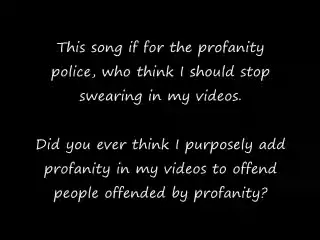 This song if for the profanity
police, who think I should stop
swearing in my videos.
Did you ever think I purposely add
profanity in my videos to offend
people offended by profanity?